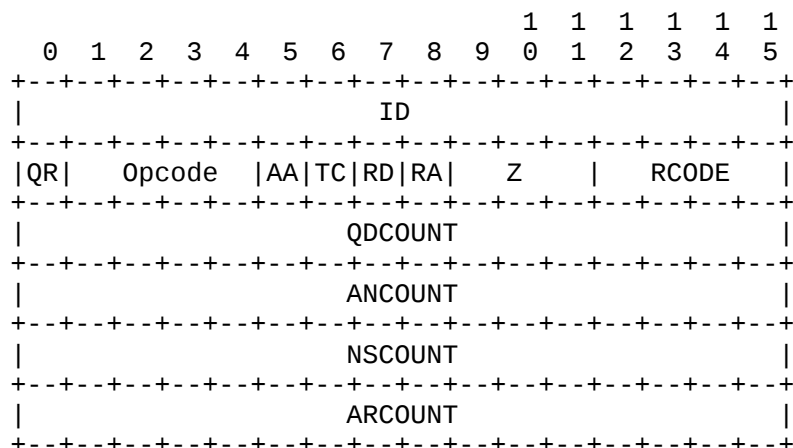 1  1  1  1  1  1
  0  1  2  3  4  5  6  7  8  9  0  1  2  3  4  5
+--+--+--+--+--+--+--+--+--+--+--+--+--+--+--+--+
|                      ID                       |
+--+--+--+--+--+--+--+--+--+--+--+--+--+--+--+--+
|QR|   Opcode  |AA|TC|RD|RA|   Z    |   RCODE   |
+--+--+--+--+--+--+--+--+--+--+--+--+--+--+--+--+
|                    QDCOUNT                    |
+--+--+--+--+--+--+--+--+--+--+--+--+--+--+--+--+
|                    ANCOUNT                    |
+--+--+--+--+--+--+--+--+--+--+--+--+--+--+--+--+
|                    NSCOUNT                    |
+--+--+--+--+--+--+--+--+--+--+--+--+--+--+--+--+
|                    ARCOUNT                    |
+--+--+--+--+--+--+--+--+--+--+--+--+--+--+--+--+